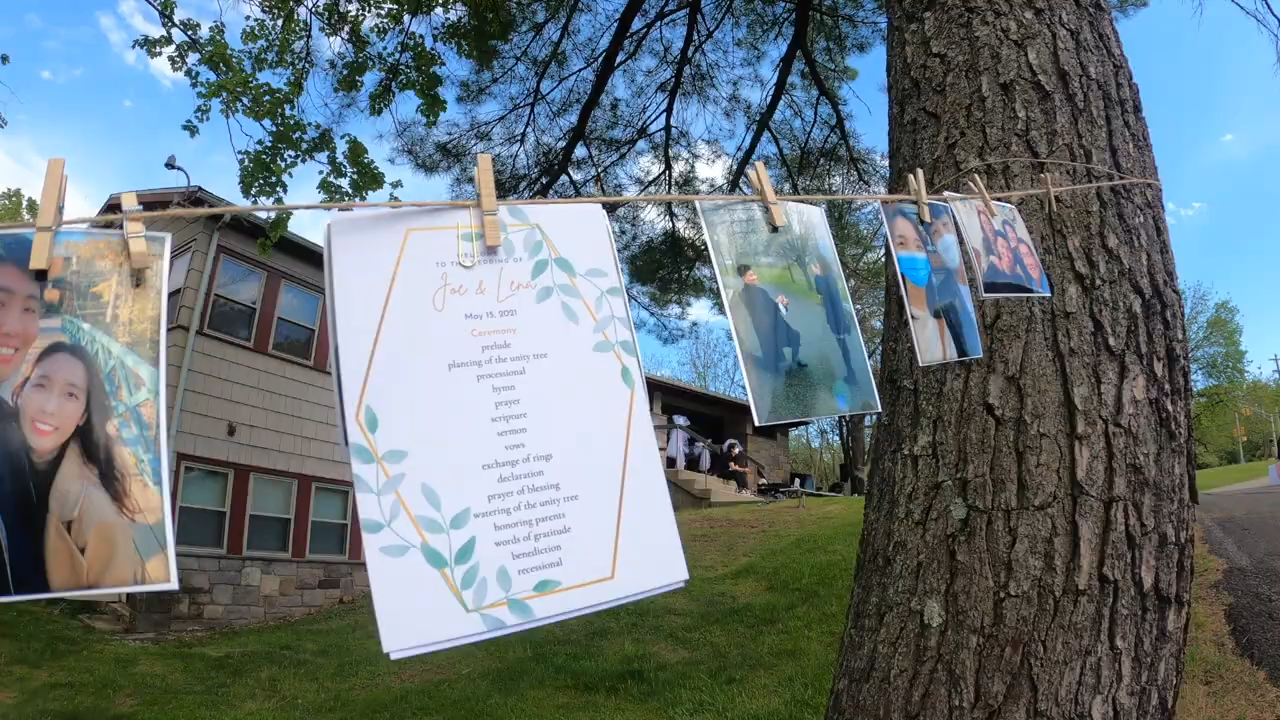 TO THE WEDDING OF
Joe & Lena
May 15, 2021
Ceremony
prelude
planting of the unity tree
processional
hymn
prayer
scripture
sermon
vows
exchange of rings
declaration
prayer of blessing
watering of the unity tree
honoring parents
words of gratitude
benediction
recessional